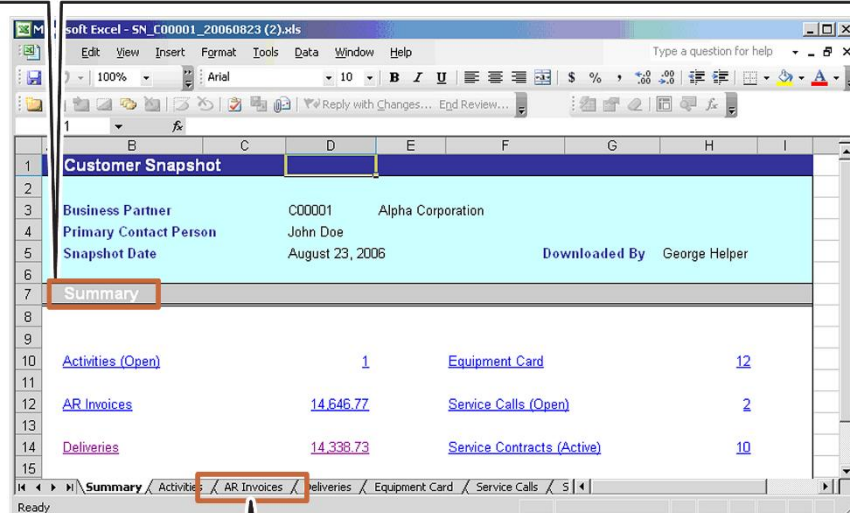 M soft Excel - SN_C00001_20060823 (2).xls
Edit View Insert Format Tools Data Window Help Type a question for help
100% Arial 10 B I U $ % ,
Reply with Changes... End Review...
1 fx
B C D E F G H I
1 Customer Snapshot
2
3 Business Partner C00001 Alpha Corporation
4 Primary Contact Person John Doe
5 Snapshot Date August 23, 2006 Downloaded By George Helper
6
7 Summary
8
9
10 Activities (Open) 1 Equipment Card 12
11
12 AR Invoices 14,646.77 Service Calls (Open) 2
13
14 Deliveries 14,338.73 Service Contracts (Active) 10
15
Summary Activities AR Invoices Deliveries Equipment Card Service Calls S
Ready